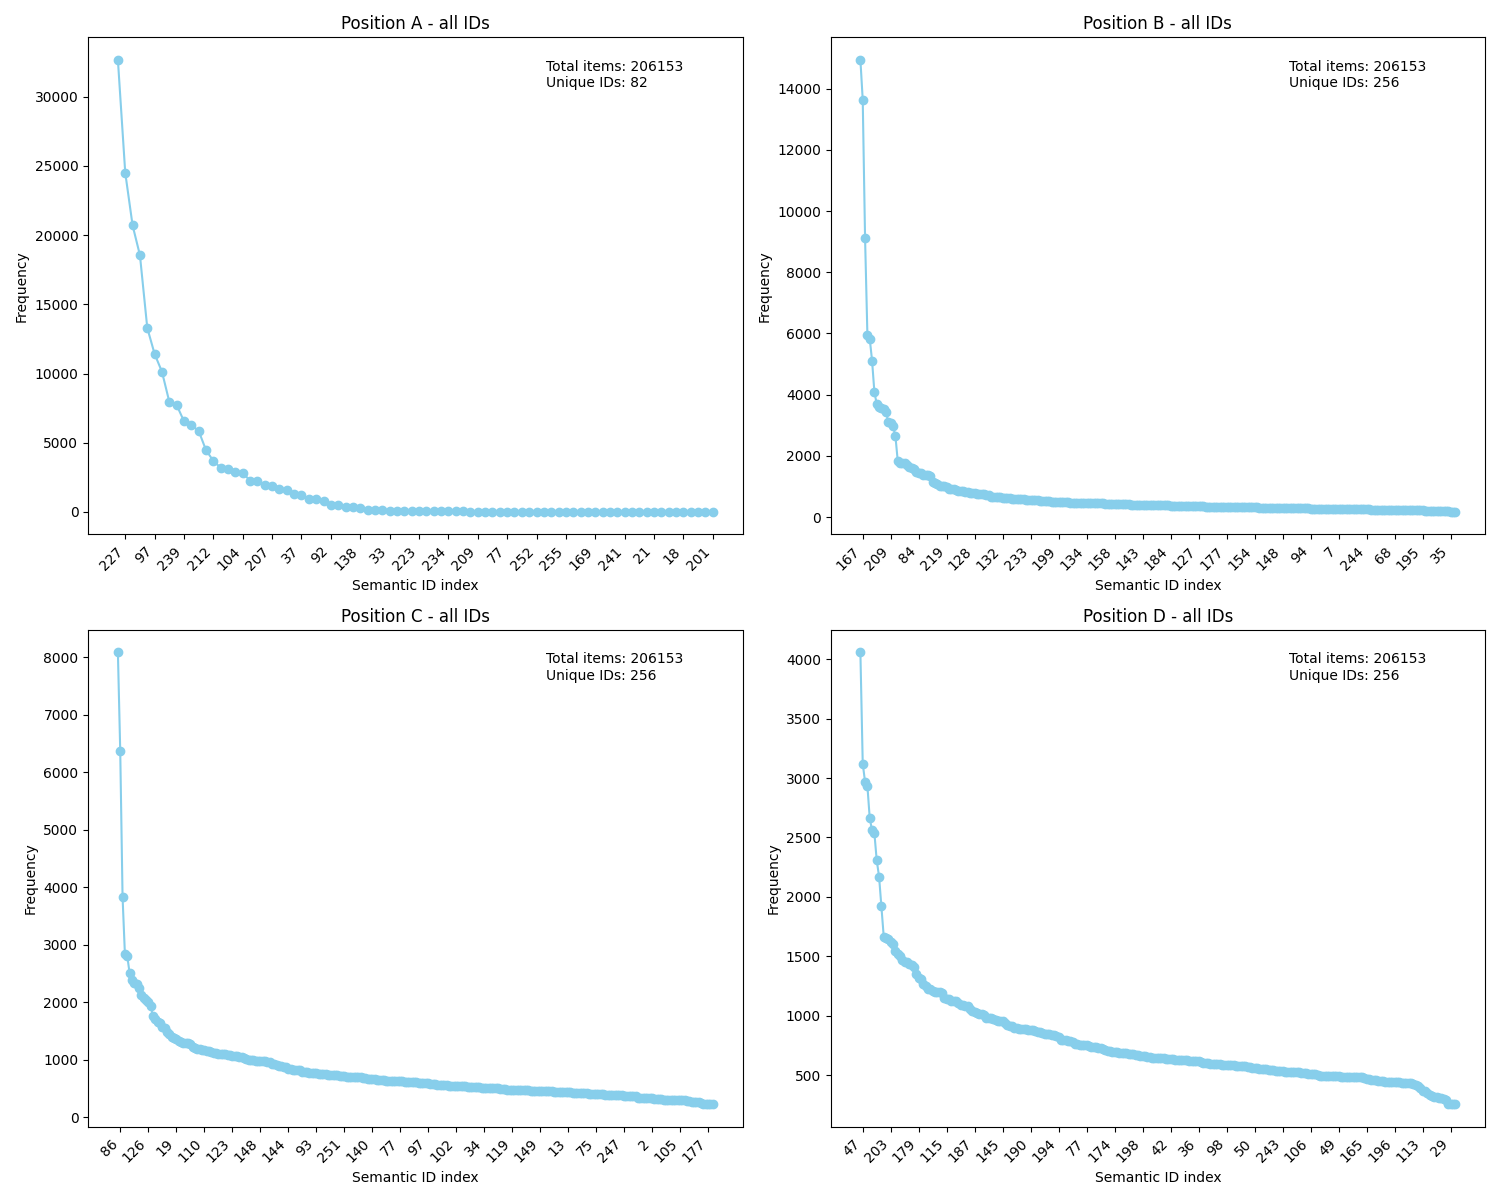 Position A - all IDs
Total items: 206153
Unique IDs: 82
30000
25000
20000
15000
10000
5000
0
Frequency
227 97 239 212 104 207 37 92 138 33 223 234 209 77 252 255 169 241 21 18 201
Semantic ID index
Position B - all IDs
Total items: 206153
Unique IDs: 256
14000
12000
10000
8000
6000
4000
2000
0
Frequency
167 209 84 219 128 132 233 199 134 158 143 184 127 177 154 148 94 7 244 68 195 35
Semantic ID index
Position C - all IDs
Total items: 206153
Unique IDs: 256
8000
7000
6000
5000
4000
3000
2000
1000
0
Frequency
86 126 19 110 123 148 144 93 251 140 77 97 102 34 119 149 13 75 247 2 105 177
Semantic ID index
Position D - all IDs
Total items: 206153
Unique IDs: 256
4000
3500
3000
2500
2000
1500
1000
500
Frequency
47 203 179 115 187 145 190 194 77 174 198 42 36 98 50 243 106 49 165 196 113 29
Semantic ID index